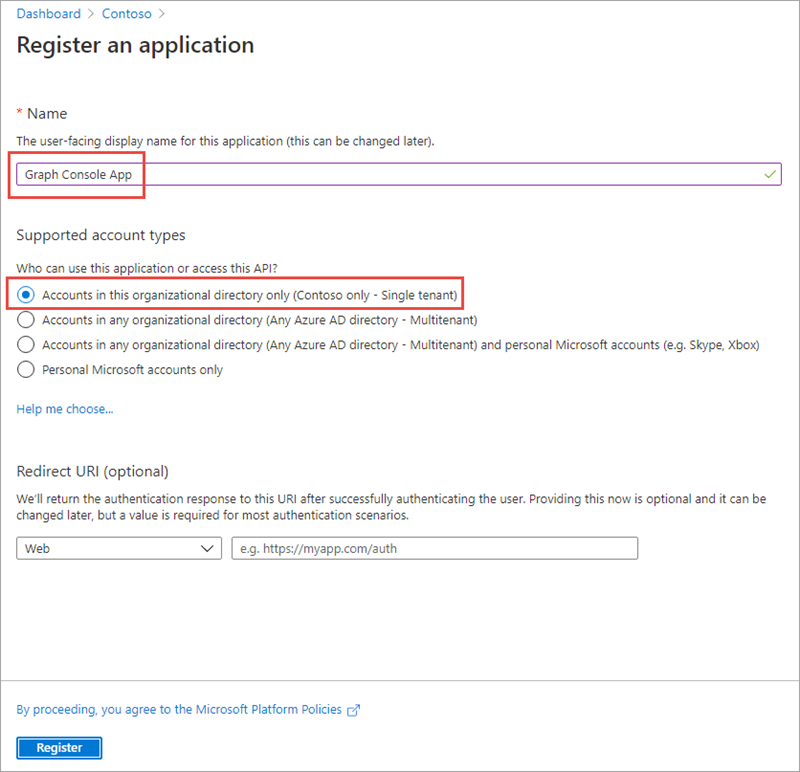 Dashboard > Contoso >
Register an application
* Name
The user-facing display name for this application (this can be changed later).
Graph Console App
Supported account types
Who can use this application or access this API?
Accounts in this organizational directory only (Contoso only - Single tenant)
Accounts in any organizational directory (Any Azure AD directory - Multitenant)
Accounts in any organizational directory (Any Azure AD directory - Multitenant) and personal Microsoft accounts (e.g. Skype, Xbox)
Personal Microsoft accounts only
Help me choose...
Redirect URI (optional)
We'll return the authentication response to this URI after successfully authenticating the user. Providing this now is optional and it can be
changed later, but a value is required for most authentication scenarios.
Web e.g. https://myapp.com/auth
By proceeding, you agree to the Microsoft Platform Policies
Register